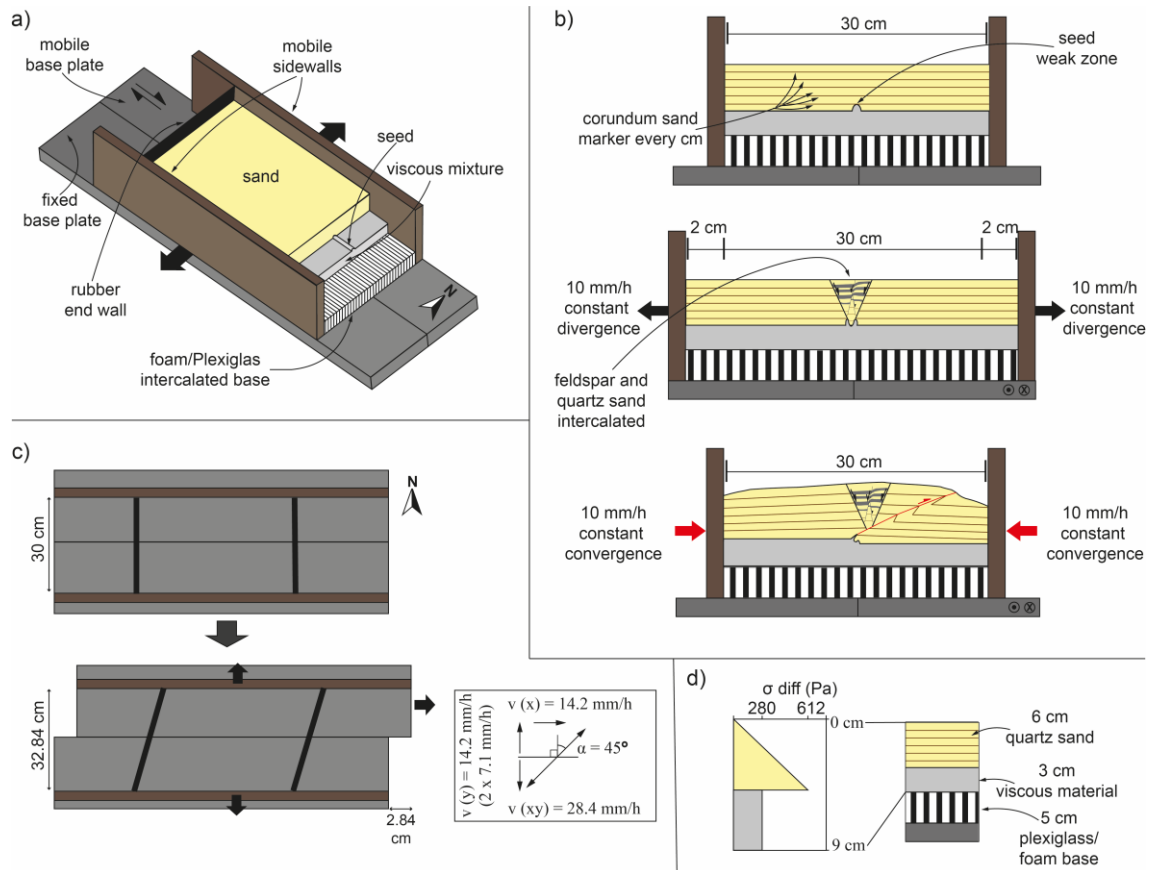 a)
mobile
base plate
mobile
sidewalls
seed
viscous mixture
sand
fixed
base plate
rubber
end wall
N
foam/Plexiglas
intercalated base
b)
30 cm
seed
weak zone
corundum sand
marker every cm
2 cm
30 cm
2 cm
10 mm/h
constant
divergence
10 mm/h
constant
divergence
feldspar and
quartz sand
intercalated
30 cm
10 mm/h
constant
convergence
10 mm/h
constant
convergence
c)
N
30 cm
32.84 cm
2.84
cm
v (y) = 14.2 mm/h
(2 x 7.1 mm/h)
v (x) = 14.2 mm/h
α = 45°
v (xy) = 28.4 mm/h
d)
σ diff (Pa)
280 612
0 cm
9 cm
6 cm
quartz sand
3 cm
viscous material
5 cm
plexiglass/
foam base